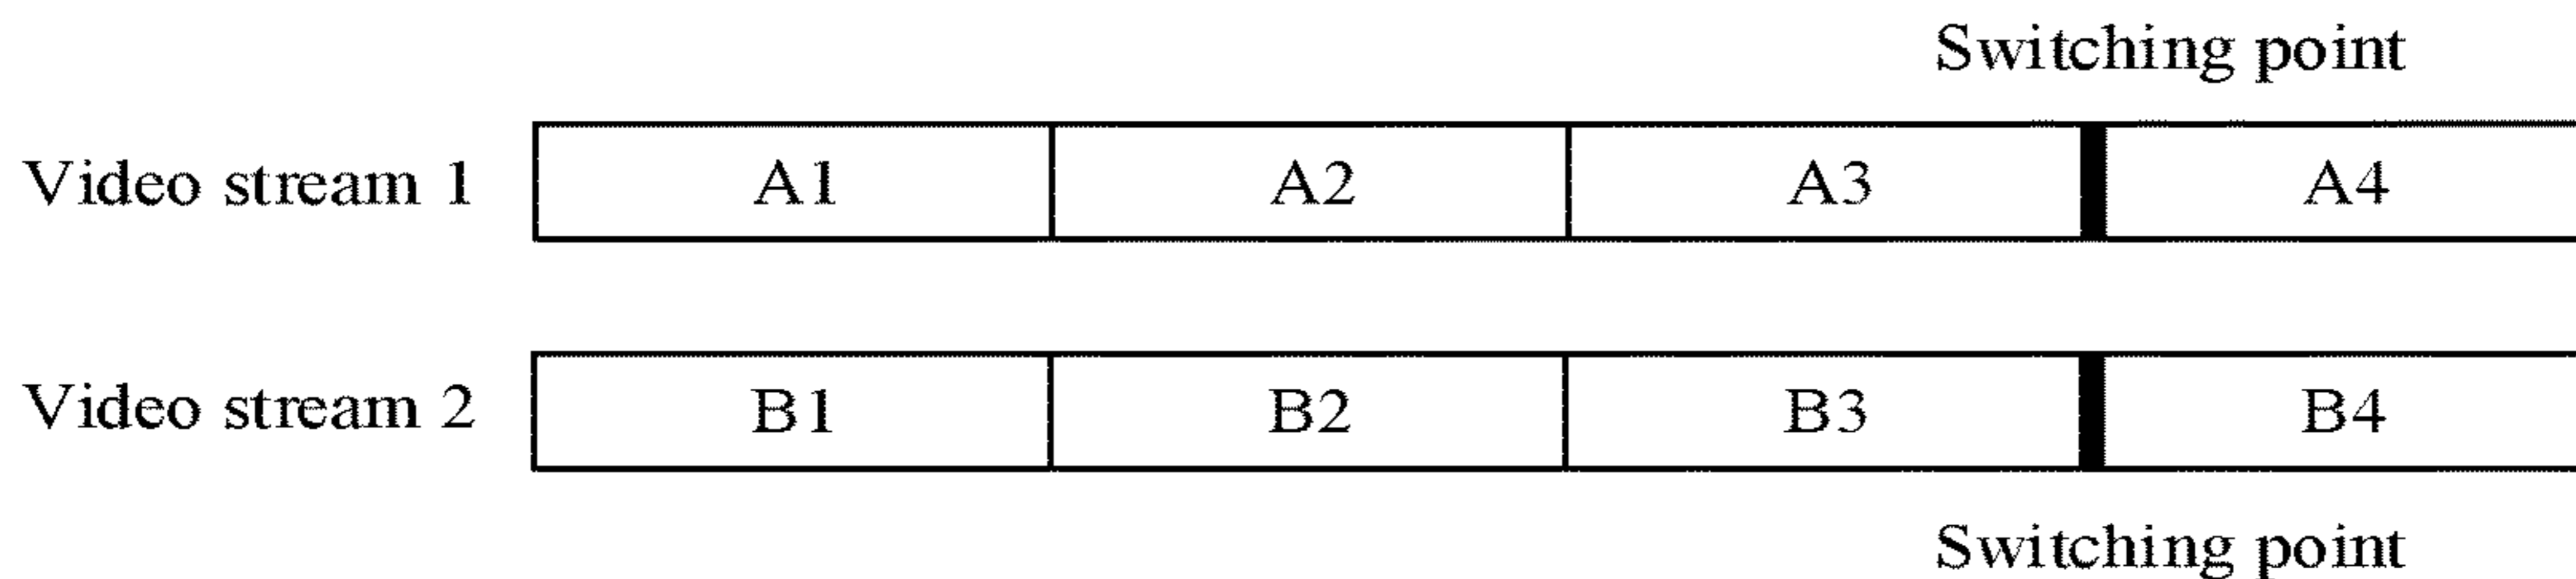 Switching point
Video stream 1 A1 A2 A3 A4
Video stream 2 B1 B2 B3 B4
Switching point